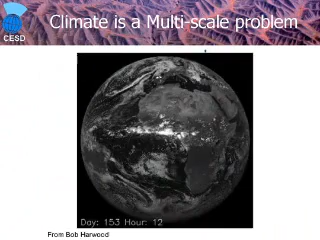 Climate is a Multi-scale problem
CESD
Day: 153 Hour: 12
From Bob Harwood